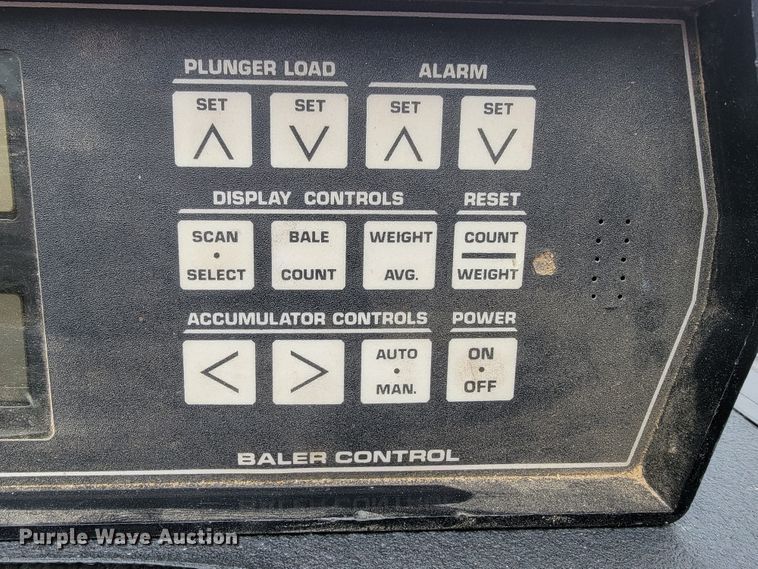 PLUNGER LOAD ALARM
SET SET SET SET
DISPLAY CONTROLS RESET
SCAN BALE WEIGHT COUNT
SELECT COUNT AVG. WEIGHT
ACCUMULATOR CONTROLS POWER
< > AUTO ON
MAN. OFF
BALER CONTROL
Purple Wave Auction